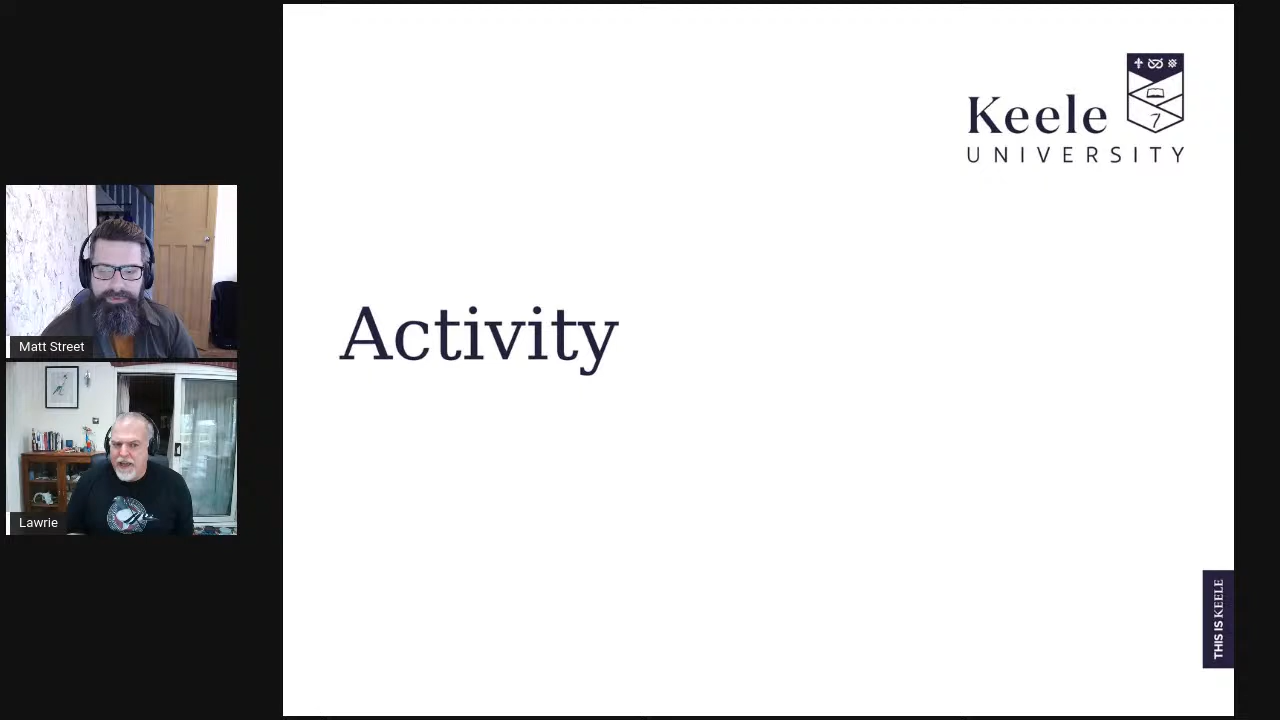 Keele
UNIVERSITY
Activity
Matt Street
Lawrie
THIS IS KEELE